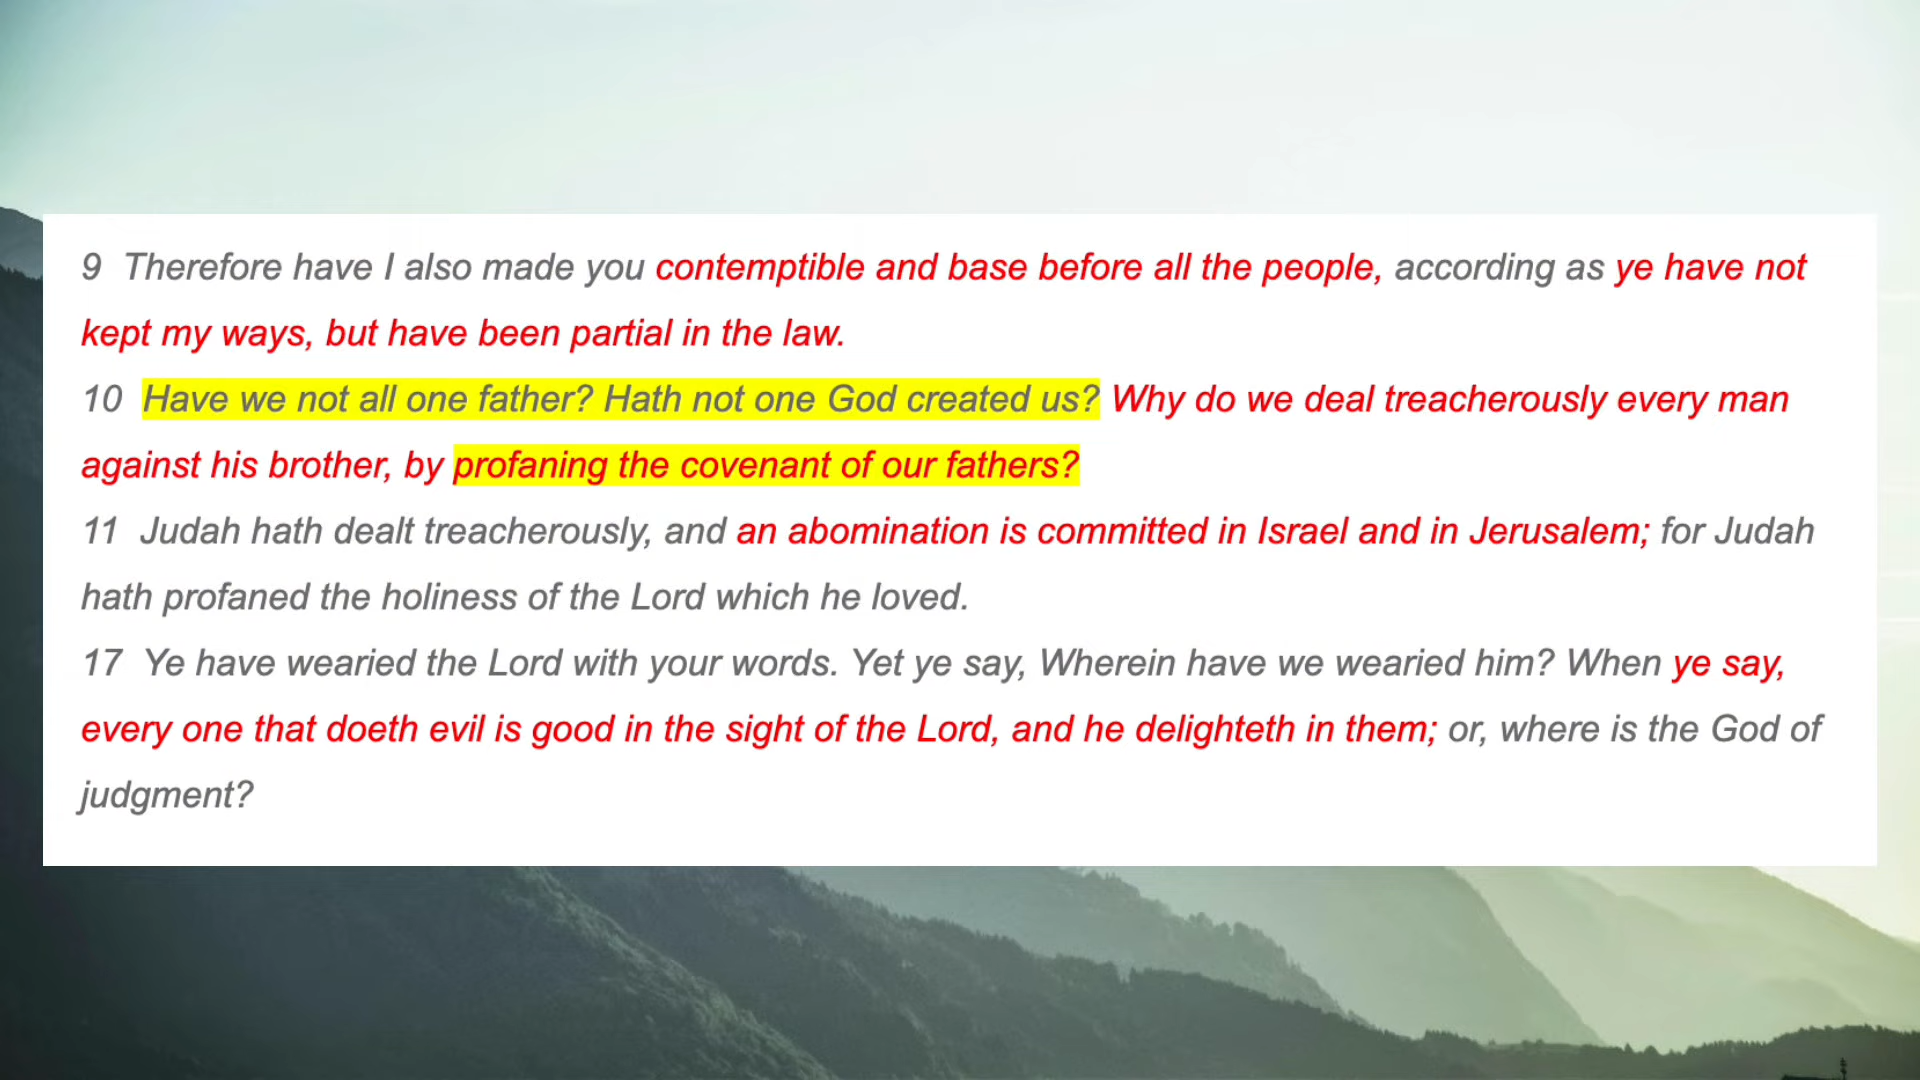 9 Therefore have I also made you contemptible and base before all the people, according as ye have not
kept my ways, but have been partial in the law.
10 Have we not all one father? Hath not one God created us? Why do we deal treacherously every man
against his brother, by profaning the covenant of our fathers?
11 Judah hath dealt treacherously, and an abomination is committed in Israel and in Jerusalem; for Judah
hath profaned the holiness of the Lord which he loved.
17 Ye have wearied the Lord with your words. Yet ye say, Wherein have we wearied him? When ye say,
every one that doeth evil is good in the sight of the Lord, and he delighteth in them; or, where is the God of
judgment?